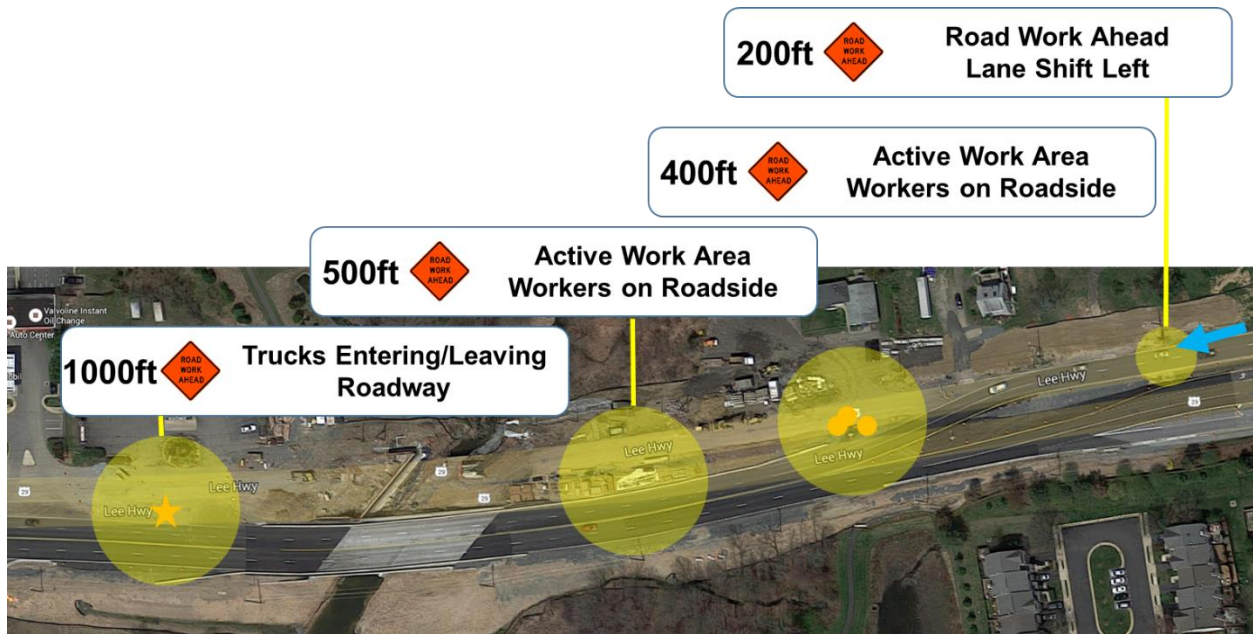 200ft
ROAD
WORK
AHEAD
Road Work Ahead
Lane Shift Left
400ft
ROAD
WORK
AHEAD
Active Work Area
Workers on Roadside
500ft
ROAD
WORK
AHEAD
Active Work Area
Workers on Roadside
1000ft
ROAD
WORK
AHEAD
Trucks Entering/Leaving
Roadway
Valvoline Instant
Oil Change
Auto Center
Lee Hwy
29
Lee Hwy
Lee Hwy
29
Lee Hwy
29
Lee Hwy